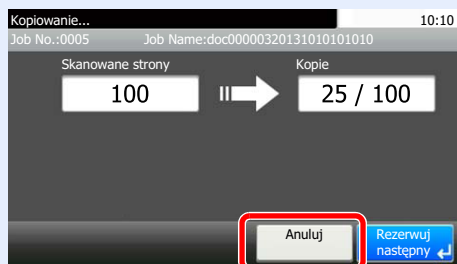 Kopiowanie... 10:10
Job No.:0005 Job Name:doc00000320131010101010
Skanowane strony Kopie
100 25 / 100
Anuluj Rezerwuj
następny